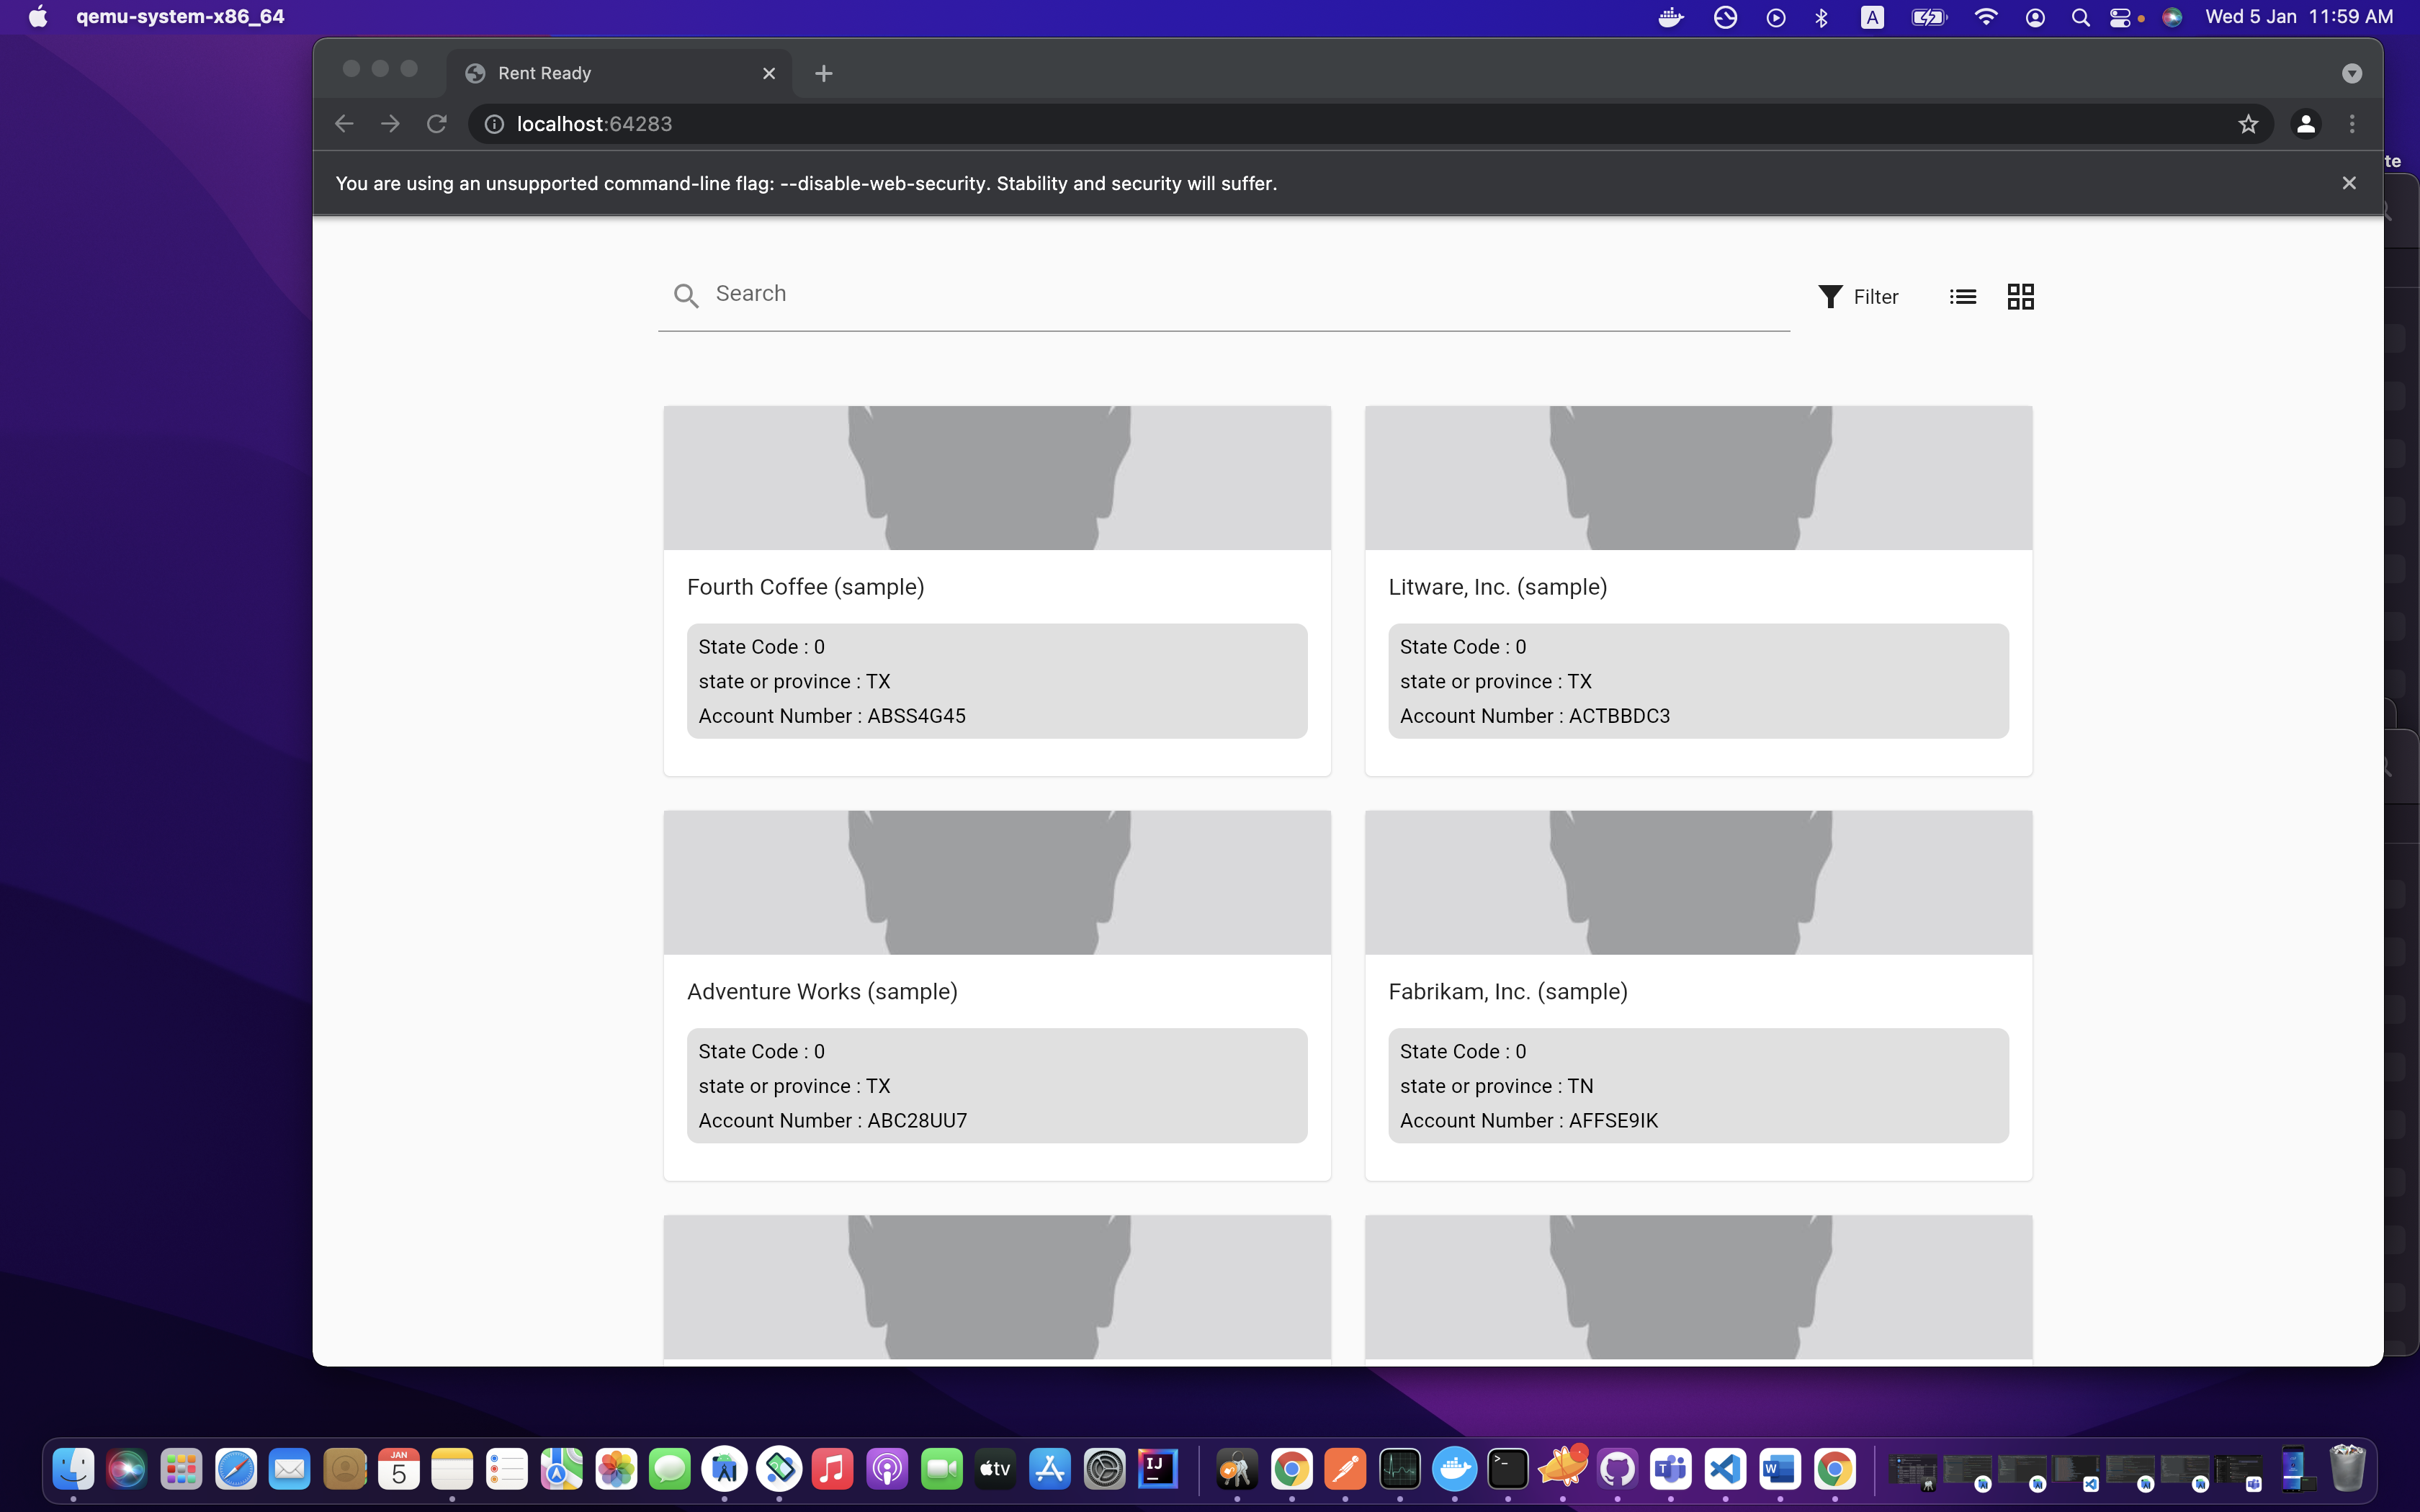 qemu-system-x86_64
A
Wed 5 Jan 11:59 AM
Rent Ready
localhost:64283
te
You are using an unsupported command-line flag: --disable-web-security. Stability and security will suffer.
Search
Filter
Fourth Coffee (sample)
State Code : 0
state or province : TX
Account Number : ABSS4G45
Litware, Inc. (sample)
State Code : 0
state or province : TX
Account Number : ACTBBDC3
Adventure Works (sample)
State Code : 0
state or province : TX
Account Number : ABC28UU7
Fabrikam, Inc. (sample)
State Code : 0
state or province : TN
Account Number : AFFSE9IK
JAN
5
tv
IJ
T
W